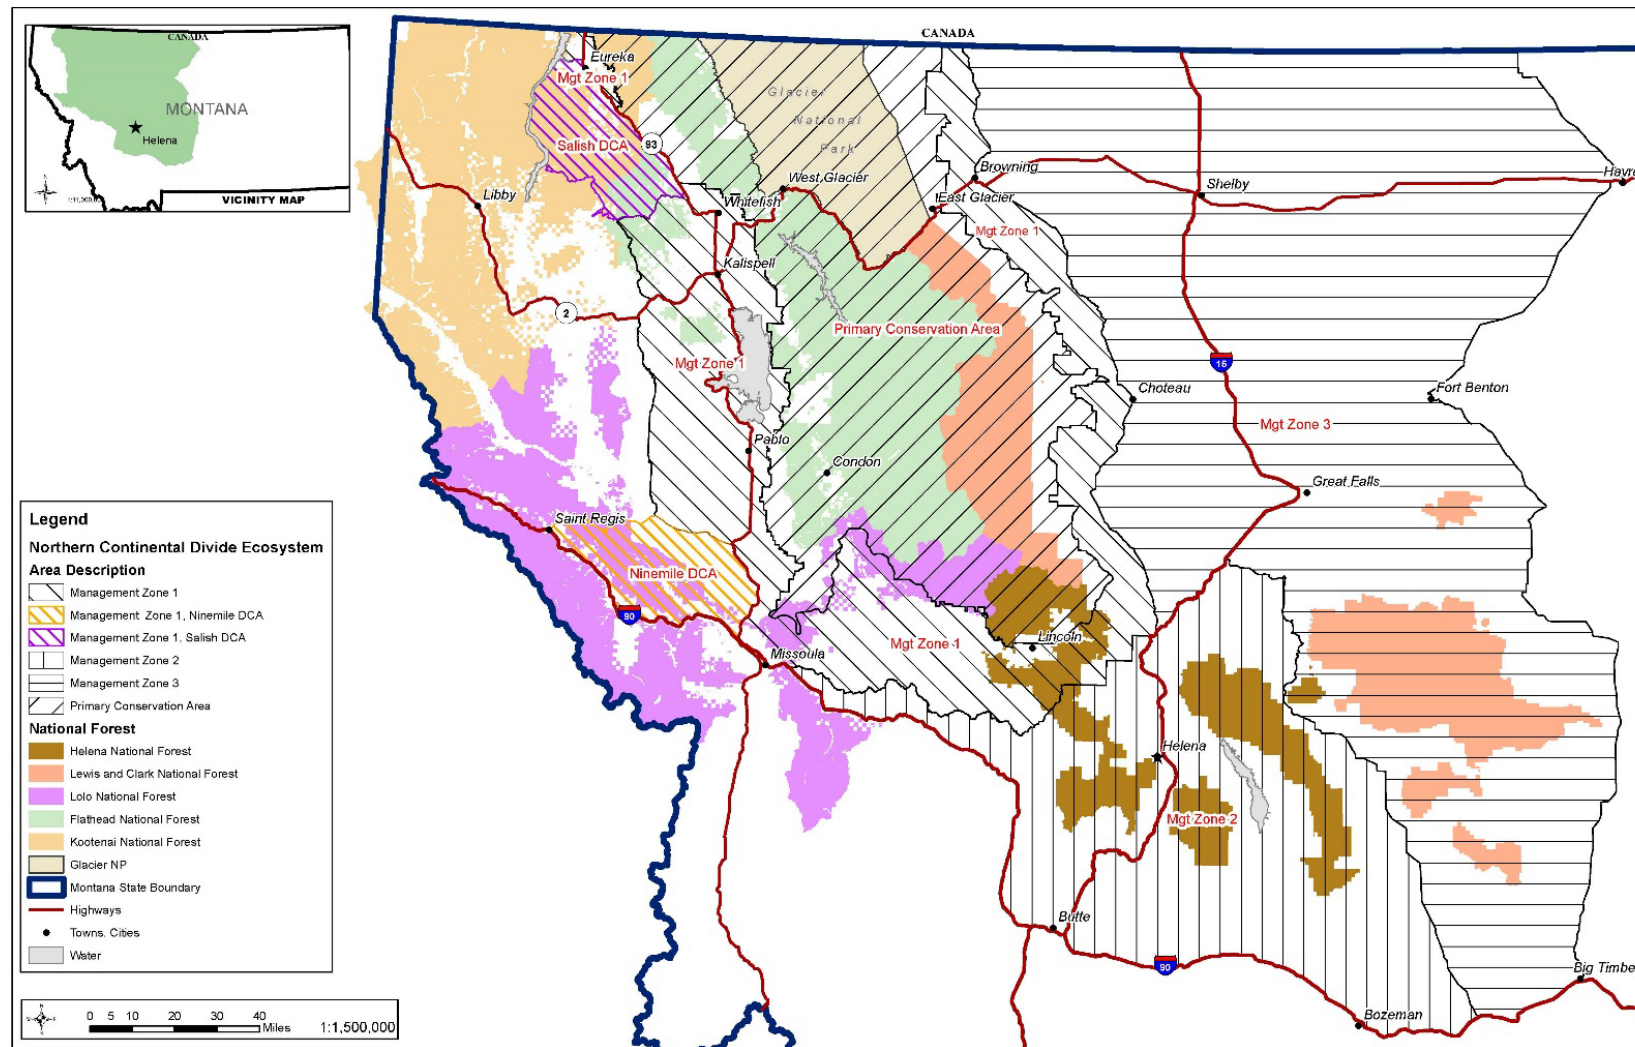 CANADA
MONTANA
Helena
1:11,000,0
VICINITY MAP
CANADA
Eureka
Mgt Zone 1
Glacier
National
Park
Salish DCA
93
Browning
West Glacier
Shelby
Havre
Libby
Whitefish
East Glacier
Mgt Zone 1
Kalispell
2
Primary Conservation Area
Mgt Zone 1
15
Choteau
Fort Benton
Mgt Zone 3
Pablo
Condon
Great Falls
Saint Regis
Ninemile DCA
90
Lincoln
Mgt Zone 1
Missoula
Helena
Mgt Zone 2
Butte
90
Big Timbe
Bozeman
Legend
Northern Continental Divide Ecosystem
Area Description
Management Zone 1
Management Zone 1, Ninemile DCA
Management Zone 1, Salish DCA
Management Zone 2
Management Zone 3
Primary Conservation Area
National Forest
Helena National Forest
Lewis and Clark National Forest
Lolo National Forest
Flathead National Forest
Kootenai National Forest
Glacier NP
Montana State Boundary
Highways
Towns, Cities
Water
0 5 10 20 30 40
Miles
1:1,500,000